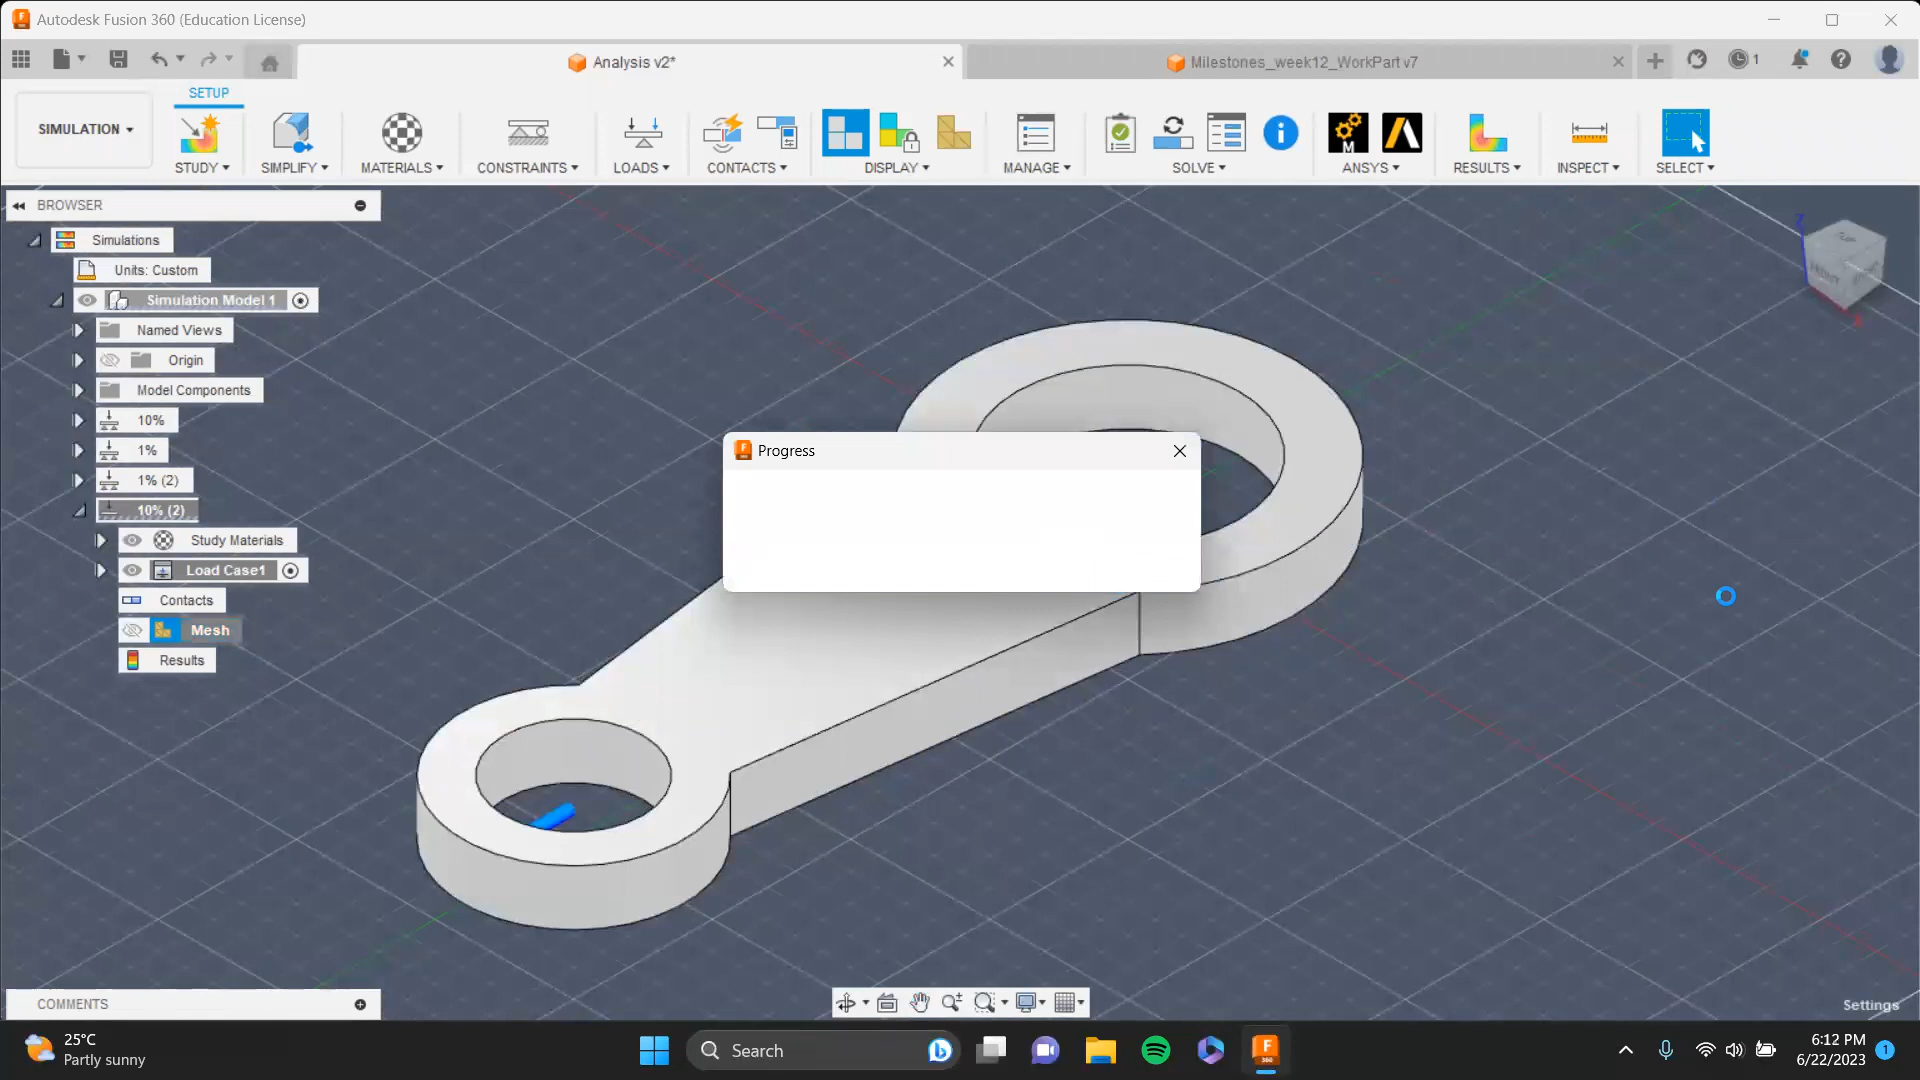 Autodesk Fusion 360 (Education License)
Analysis v2*
Milestones_week12_WorkPart v7
1
SETUP
SIMULATION
STUDY
SIMPLIFY
MATERIALS
CONSTRAINTS
LOADS
CONTACTS
DISPLAY
MANAGE
SOLVE
ANSYS
RESULTS
INSPECT
SELECT
BROWSER
Simulations
Units: Custom
Simulation Model 1
Named Views
Origin
Model Components
10%
1%
1% (2)
10% (2)
Study Materials
Load Case1
Contacts
Mesh
Results
Progress
Z
FRONT
X
COMMENTS
Settings
25°C
Partly sunny
Search
6:12 PM
6/22/2023
1